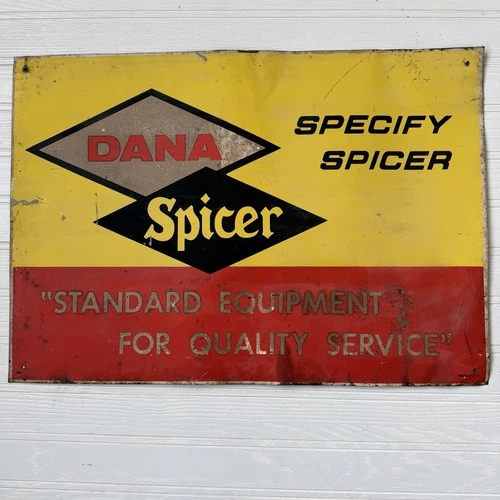 DANA
Spicer
SPECIFY
SPICER
"STANDARD EQUIPMENT
FOR QUALITY SERVICE"